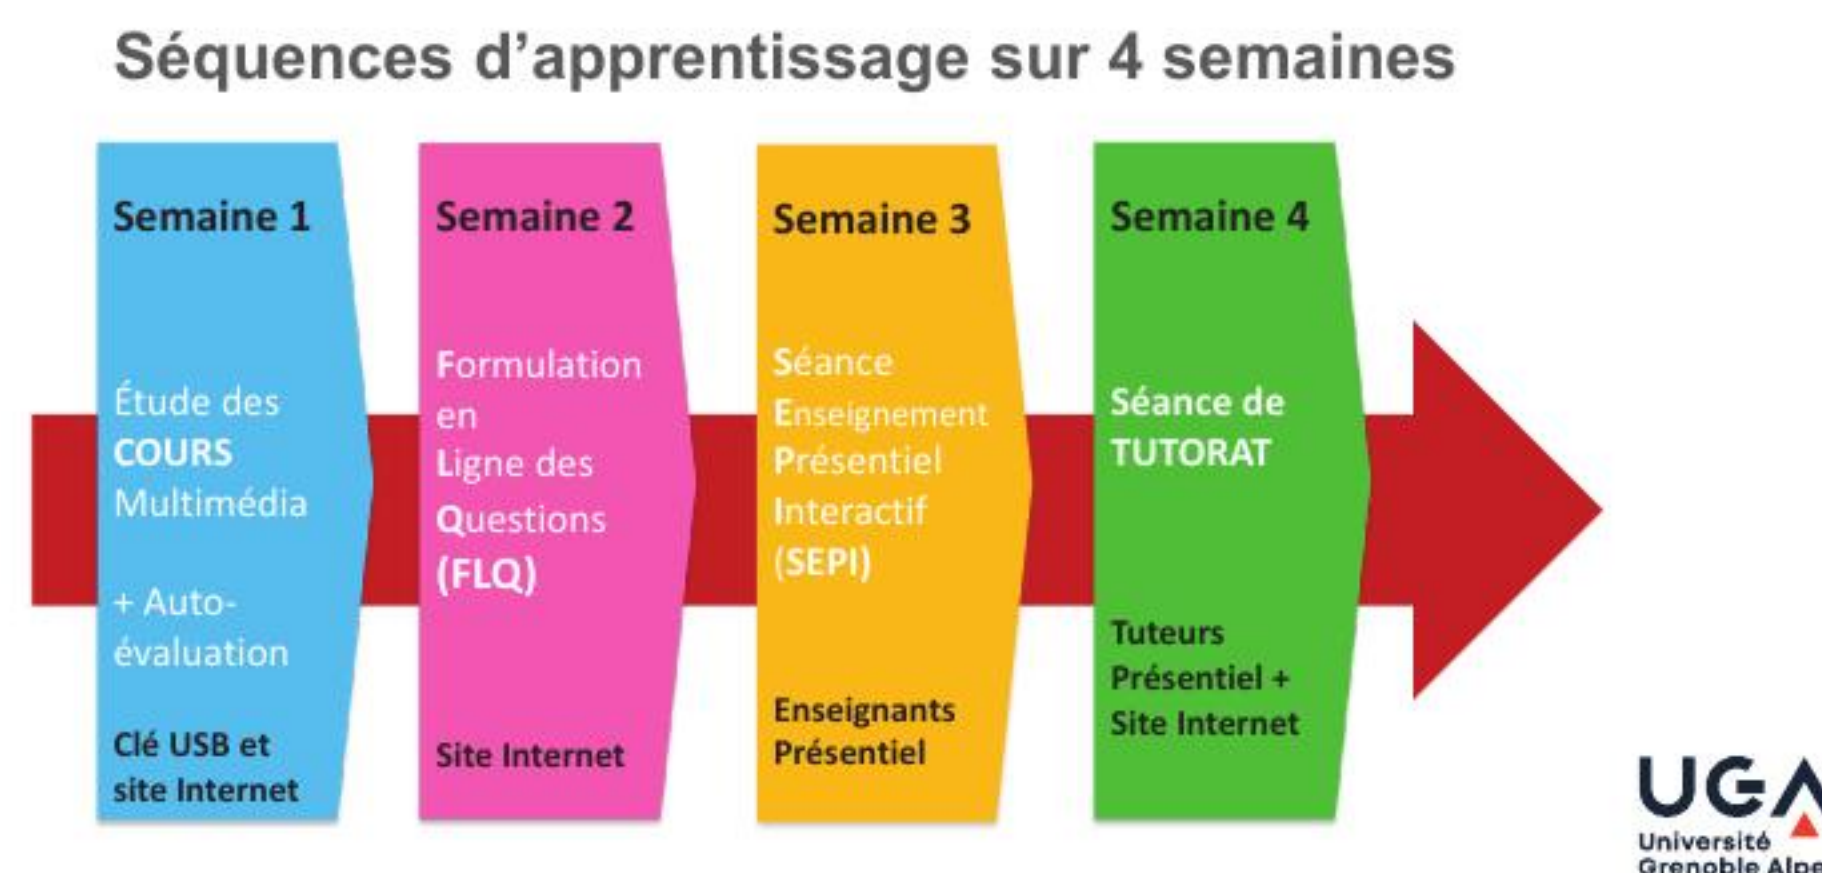 Séquences d'apprentissage sur 4 semaines
Semaine 1
Étude des
COURS
Multimédia
+ Auto-
évaluation
Clé USB et
site Internet
Semaine 2
Formulation
en
Ligne des
Questions
(FLQ)
Site Internet
Semaine 3
Séance
Enseignement
Présentiel
Interactif
(SEPI)
Enseignants
Présentiel
Semaine 4
Séance de
TUTORAT
Tuteurs
Présentiel +
Site Internet
UGA
Université
Grenoble Alpe